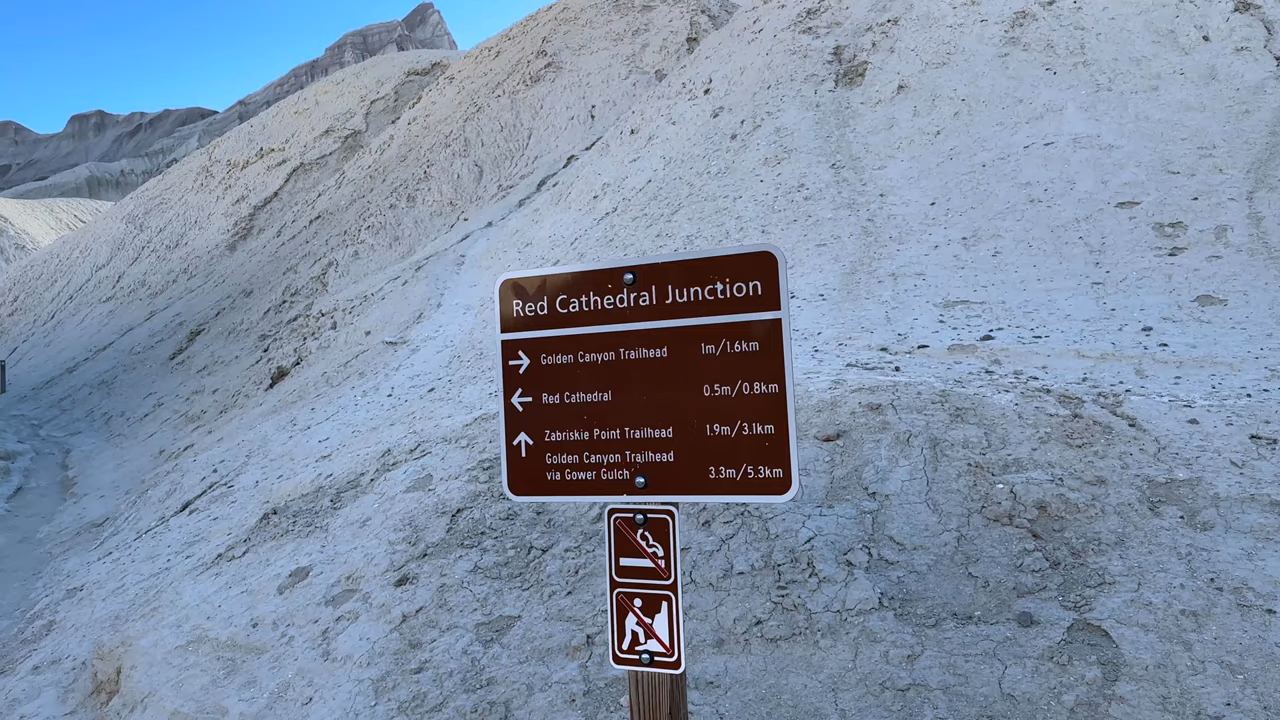 Red Cathedral Junction
→ Golden Canyon Trailhead 1m/1.6km
← Red Cathedral 0.5m/0.8km
↑ Zabriskie Point Trailhead 1.9m/3.1km
Golden Canyon Trailhead
via Gower Gulch 3.3m/5.3km